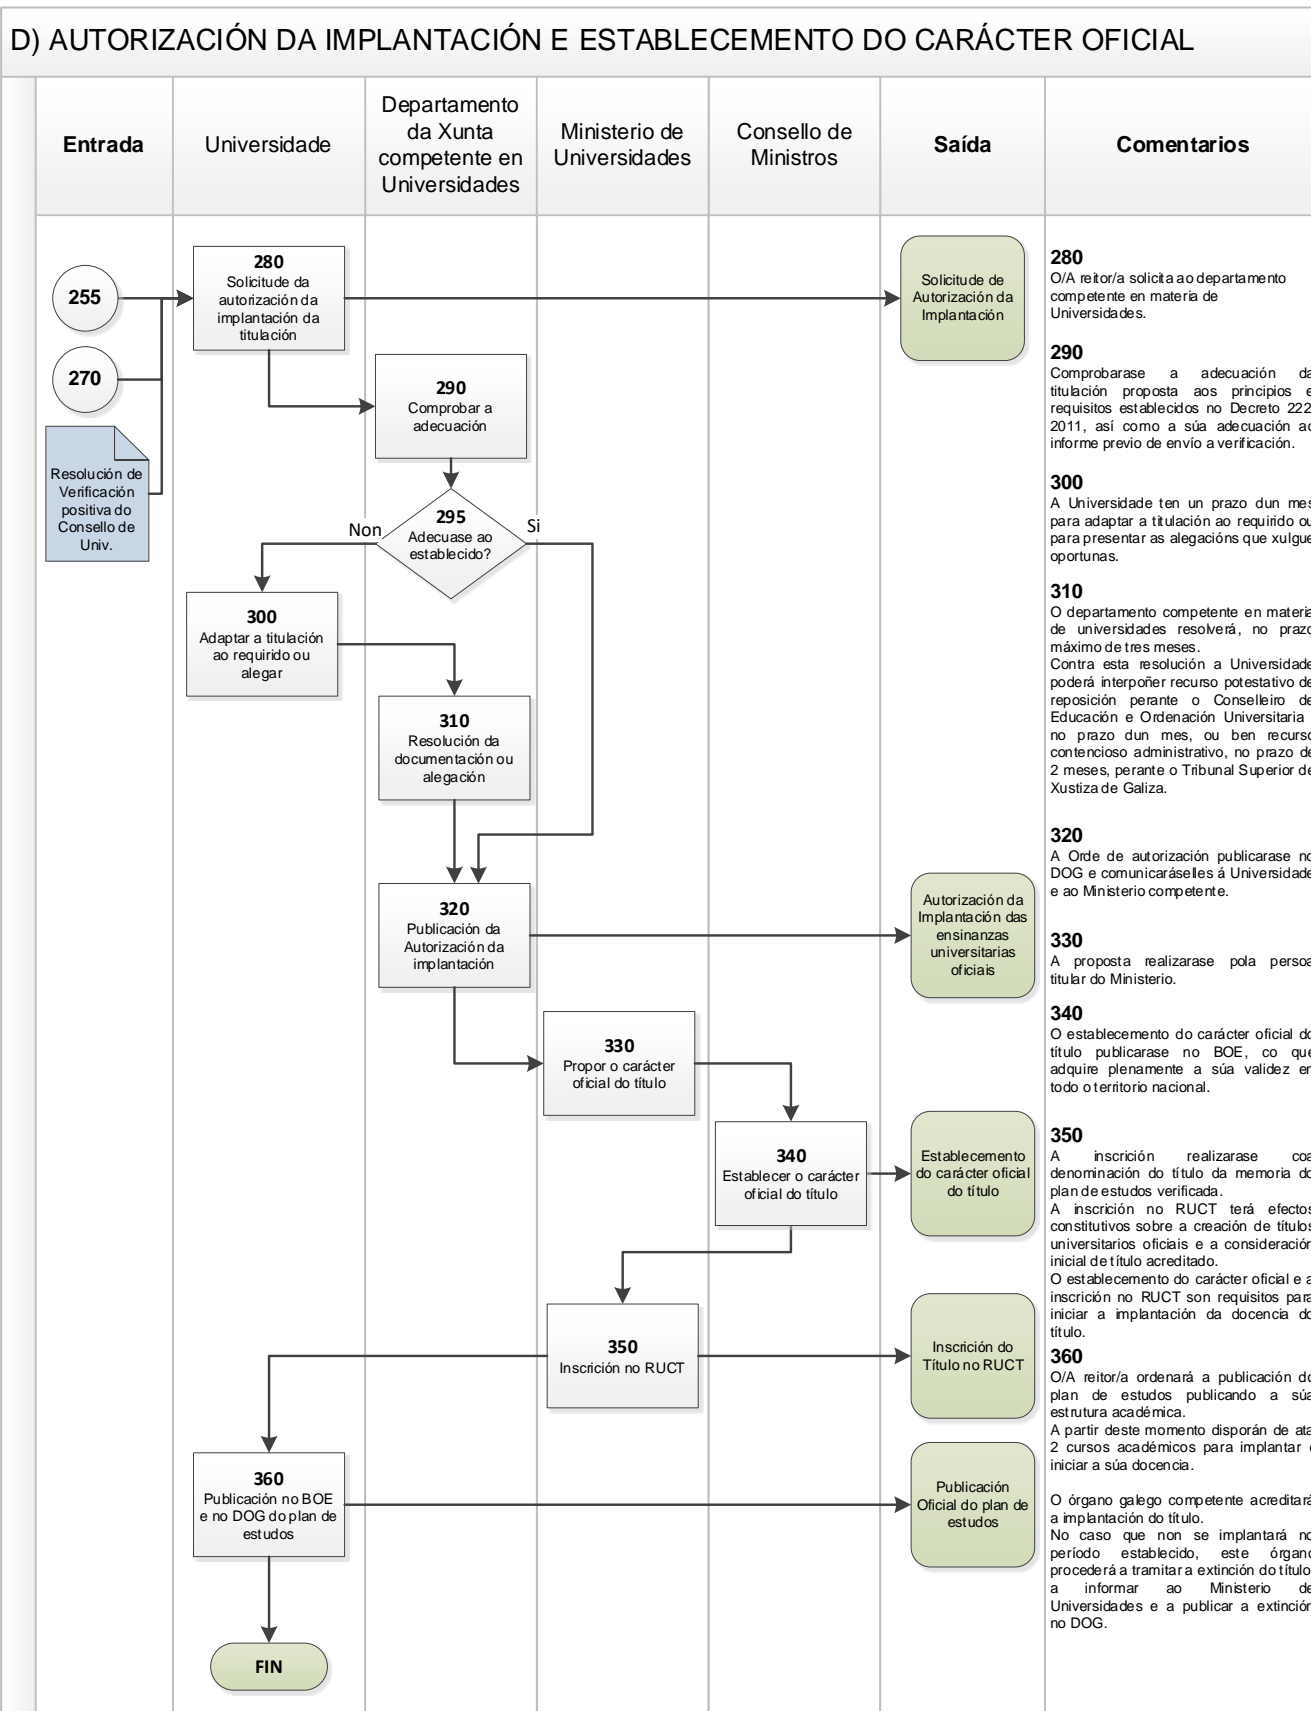 D) AUTORIZACIÓN DA IMPLANTACIÓN E ESTABLECEMENTO DO CARÁCTER OFICIAL
Entrada
Universidade
Departamento
da Xunta
competente en
Universidades
Ministerio de
Universidades
Consello de
Ministros
Saída
Comentarios
255
270
Resolución de
Verificación
positiva do
Consello de
Univ.
280
Solicitude da
autorización da
implantación da
titulación
290
Comprobar a
adecuación
295
Adecuase ao
establecido?
Non
Si
300
Adaptar a titulación
ao requirido ou
alegar
310
Resolución da
documentación ou
alegación
320
Publicación da
Autorización da
implantación
330
Propor o carácter
oficial do título
340
Establecer o carácter
oficial do título
350
Inscrición no RUCT
360
Publicación no BOE
e no DOG do plan de
estudos
FIN
Solicitude de
Autorización da
Implantación
Autorización da
Implantación das
ensinanzas
universitarias
oficiais
Establecemento
do carácter oficial
do título
Inscrición do
Título no RUCT
Publicación
Oficial do plan de
estudos
280
O/A reitor/a solicita ao departamento
competente en materia de
Universidades.
290
Comprobarase a adecuación da
titulación proposta aos principios e
requisitos establecidos no Decreto 222
2011, así como a súa adecuación ao
informe previo de envío a verificación.
300
A Universidade ten un prazo dun mes
para adaptar a titulación ao requirido ou
para presentar as alegacións que xulgue
oportunas.
310
O departamento competente en materia
de universidades resolverá, no prazo
máximo de tres meses.
Contra esta resolución a Universidade
poderá interpoñer recurso potestativo de
reposición perante o Conselleiro de
Educación e Ordenación Universitaria
no prazo dun mes, ou ben recurso
contencioso administrativo, no prazo de
2 meses, perante o Tribunal Superior de
Xustiza de Galiza.
320
A Orde de autorización publicarase no
DOG e comunicaráselles á Universidade
e ao Ministerio competente.
330
A proposta realizarase pola persoa
titular do Ministerio.
340
O establecemento do carácter oficial do
título publicarase no BOE, co que
adquire plenamente a súa validez en
todo o territorio nacional.
350
A inscrición realizarase coa
denominación do título da memoria do
plan de estudos verificada.
A inscrición no RUCT terá efectos
constitutivos sobre a creación de títulos
universitarios oficiais e a consideración
inicial de título acreditado.
O establecemento do carácter oficial e a
inscrición no RUCT son requisitos para
iniciar a implantación da docencia do
título.
360
O/A reitor/a ordenará a publicación do
plan de estudos publicando a súa
estrutura académica.
A partir deste momento disporán de ata
2 cursos académicos para implantar e
iniciar a súa docencia.
O órgano galego competente acreditará
a implantación do título.
No caso que non se implantará no
período establecido, este órgano
procederá a tramitar a extinción do título
a informar ao Ministerio de
Universidades e a publicar a extinción
no DOG.